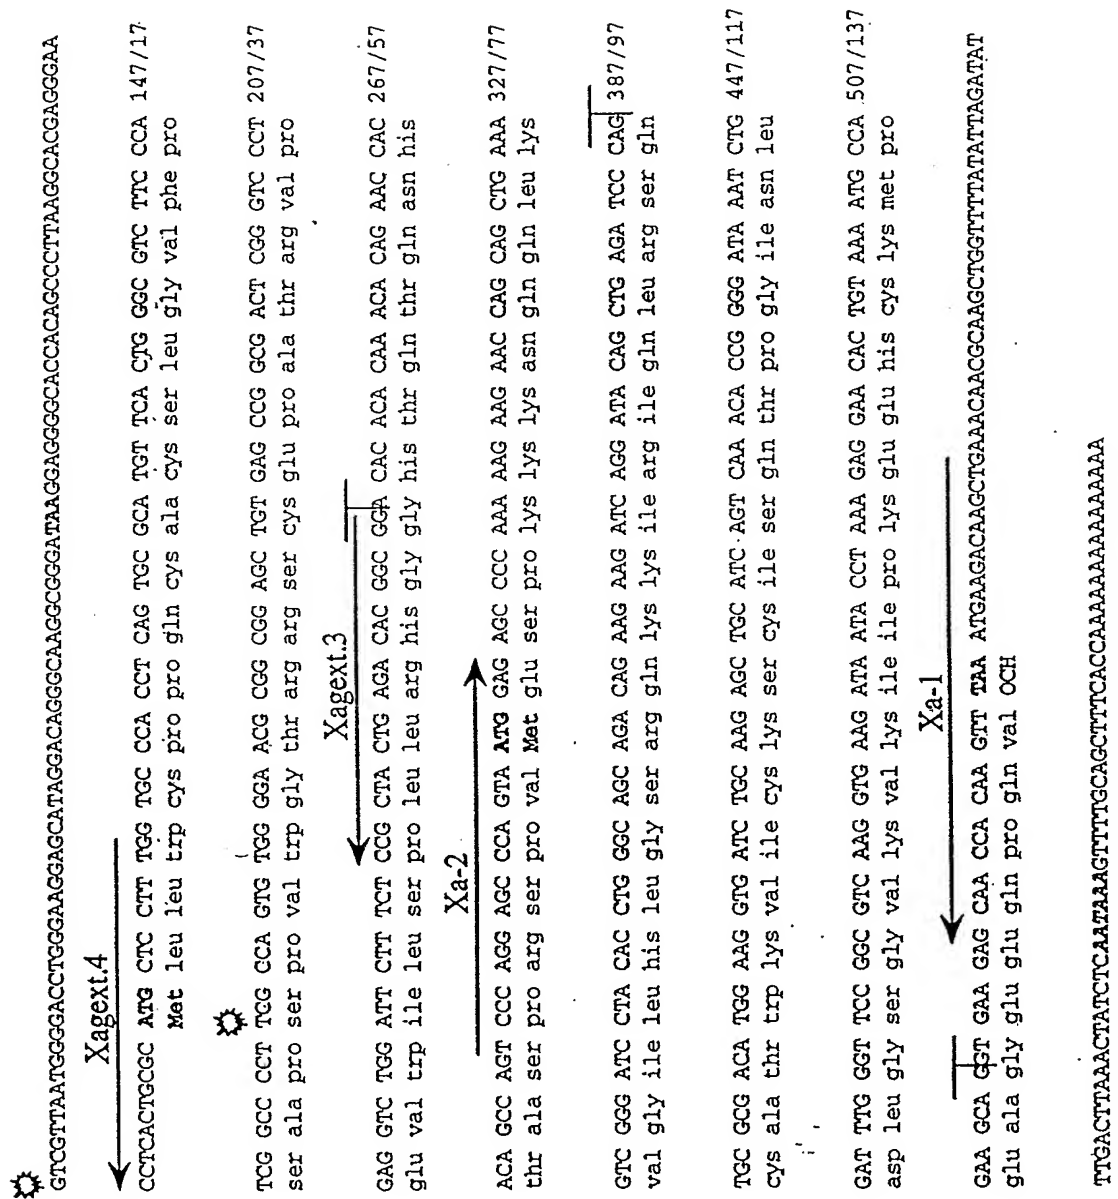 GTCGTTAATGGGGACCTGGGAAGGAGCATAGGACAGGGCAAGCGGGATAAGGAGGGGCACCACAGCCCTTAAGGCACGAGGGAA
Xagext.4
CCTCACTGCGC ATG CTC CTT TGG TGC CCA CCT CAG TGC GCA TGT TCA CTG GGC GTC TTC CCA 147/17
Met leu leu trp cys pro pro gln cys ala cys ser leu gly val phe pro
TCG GCC CCT TCG CCA GTG TGG GGA ACG CGG CGG AGC TGT GAG CCG GCG ACT CGG GTC CCT 207/37
ser ala pro ser pro val trp gly thr arg arg ser cys glu pro ala thr arg val pro
Xagext.3
GAG GTC TGG ATT CTT TCT CCG CTA CTG AGA CAC GGC GGA CAC ACA CAA ACA CAG AAC CAC 267/57
glu val trp ile leu ser pro leu leu arg his gly gly his thr gln thr gln asn his
Xa-2
ACA GCC AGT CCC AGG AGC CCA GTA ATG GAG AGC CCC AAA AAG AAG AAC CAG CAG CTG AAA 327/77
thr ala ser pro arg ser pro val Met glu ser pro lys lys lys asn gln gln leu lys
GTC GGG ATC CTA CAC CTG GGC AGC AGA CAG AAG AAG ATC AGG ATA CAG CTG AGA TCC CAG 387/97
val gly ile leu his leu gly ser arg gln lys lys ile arg ile gln leu arg ser gln
TGC GCG ACA TGG AAG GTG ATC TGC AAG AGC TGC ATC AGT CAA ACA CCG GGG ATA AAT CTG 447/117
cys ala thr trp lys val ile cys lys ser cys ile ser gln thr pro gly ile asn leu
GAT TTG GGT TCC GGC GTC AAG GTG AAG ATA ATA CCT AAA GAG GAA CAC TGT AAA ATG CCA 507/137
asp leu gly ser gly val lys val lys ile ile pro lys glu glu his cys lys met pro
Xa-1
GAA GCA GGT GAA GAG CAA CCA CAA GTT TAA ATGAAGACAAGCTGAAACAACGCAAGCTGGTTTTATATTAGATAT
glu ala gly glu glu gln pro gln val OCH
TTGACTTAAACTATCTCAATAAAGTTTTGCAGCTTTCACCAAAAAAAAAAAAAAAAA